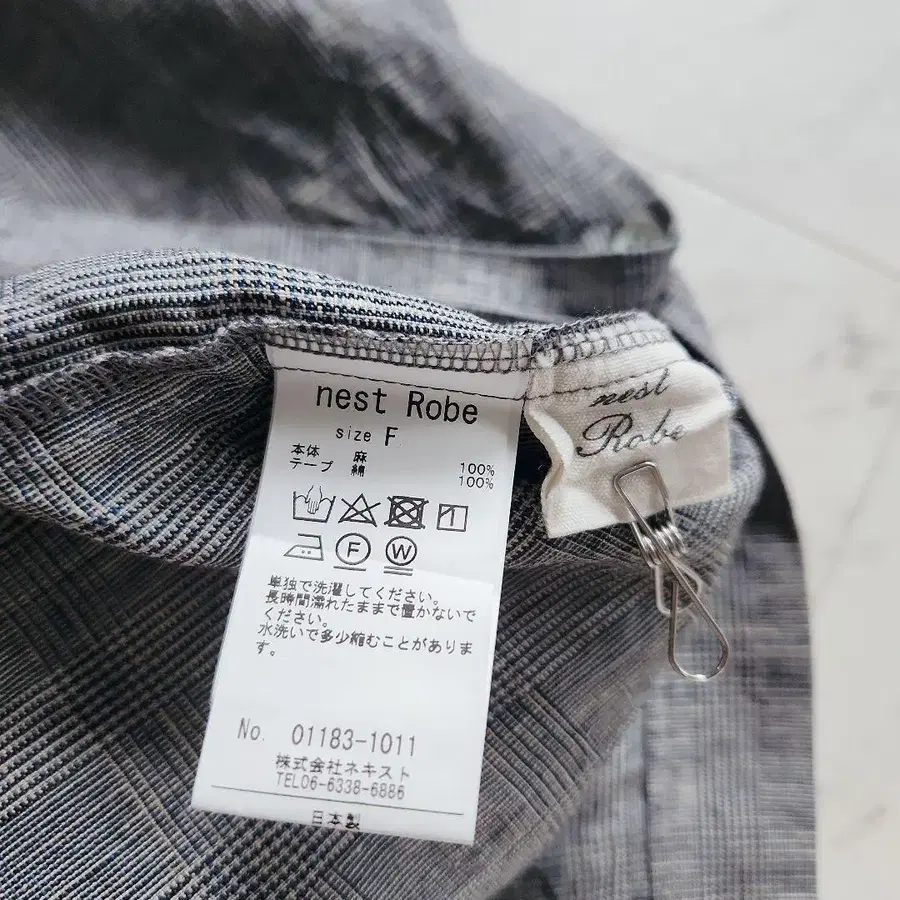 nest Robe
size F
本体 麻 100%
テープ 綿 100%
F W
単独で洗濯してください。
長時間濡れたままで置かないで
ください。
水洗いで多少縮むことがありま
す。
No. 01183-1011
株式会社ネキスト
TEL06-6338-6886
日本製
nest
Robe